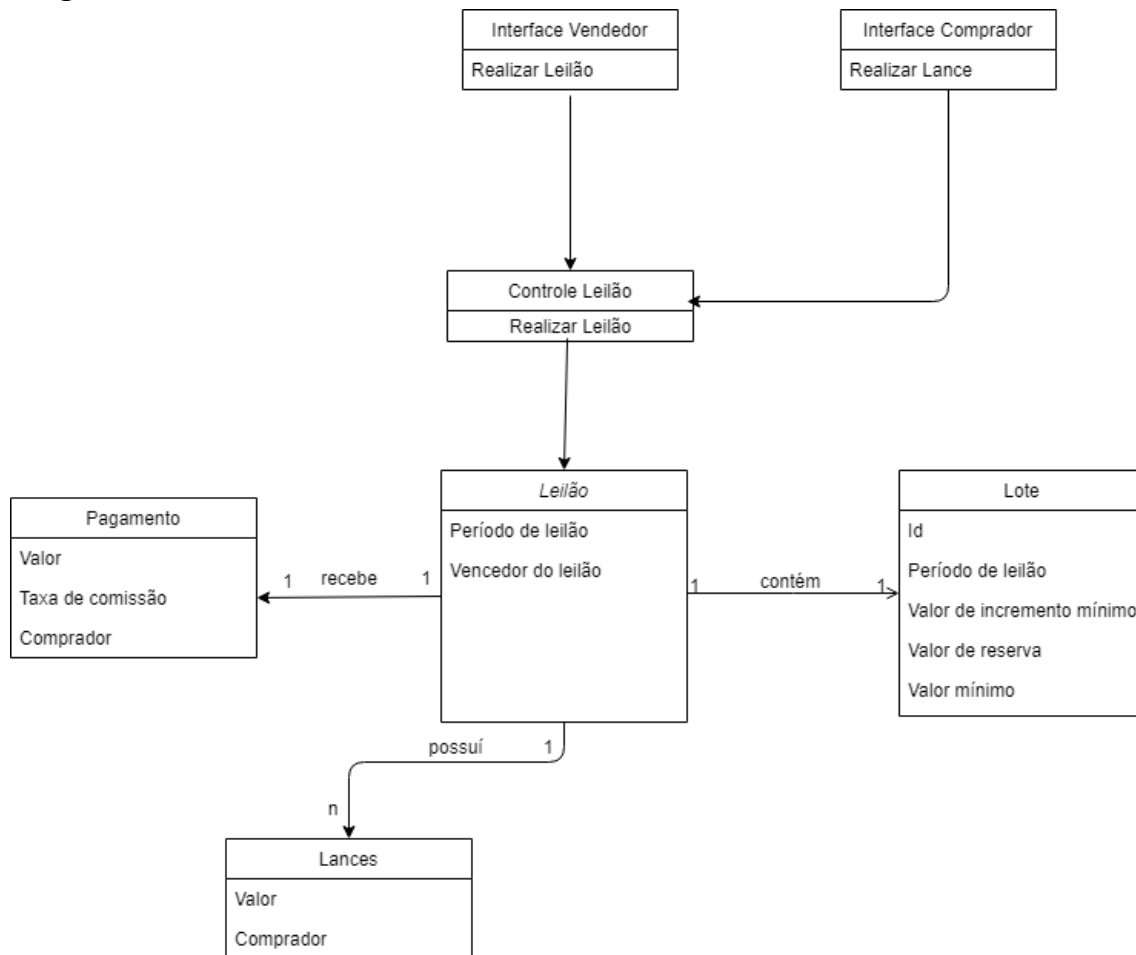 Interface Vendedor
Realizar Leilão
Interface Comprador
Realizar Lance
Controle Leilão
Realizar Leilão
Leilão
Período de leilão
Vencedor do leilão
Pagamento
Valor
Taxa de comissão
Comprador
1 recebe 1
Lote
Id
Período de leilão
Valor de incremento mínimo
Valor de reserva
Valor mínimo
1 contém 1
possuí 1
n
Lances
Valor
Comprador